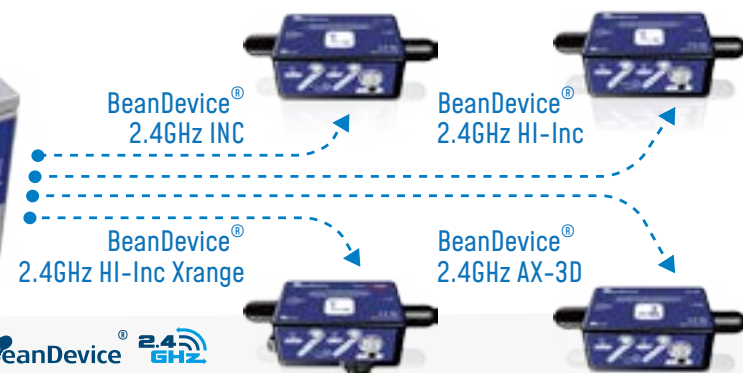 BeanDevice®
2.4GHz INC
BeanDevice®
2.4GHz HI-Inc
BeanDevice®
2.4GHz HI-Inc Xrange
BeanDevice®
2.4GHz AX-3D
BeanDevice® 2.4 GHZ